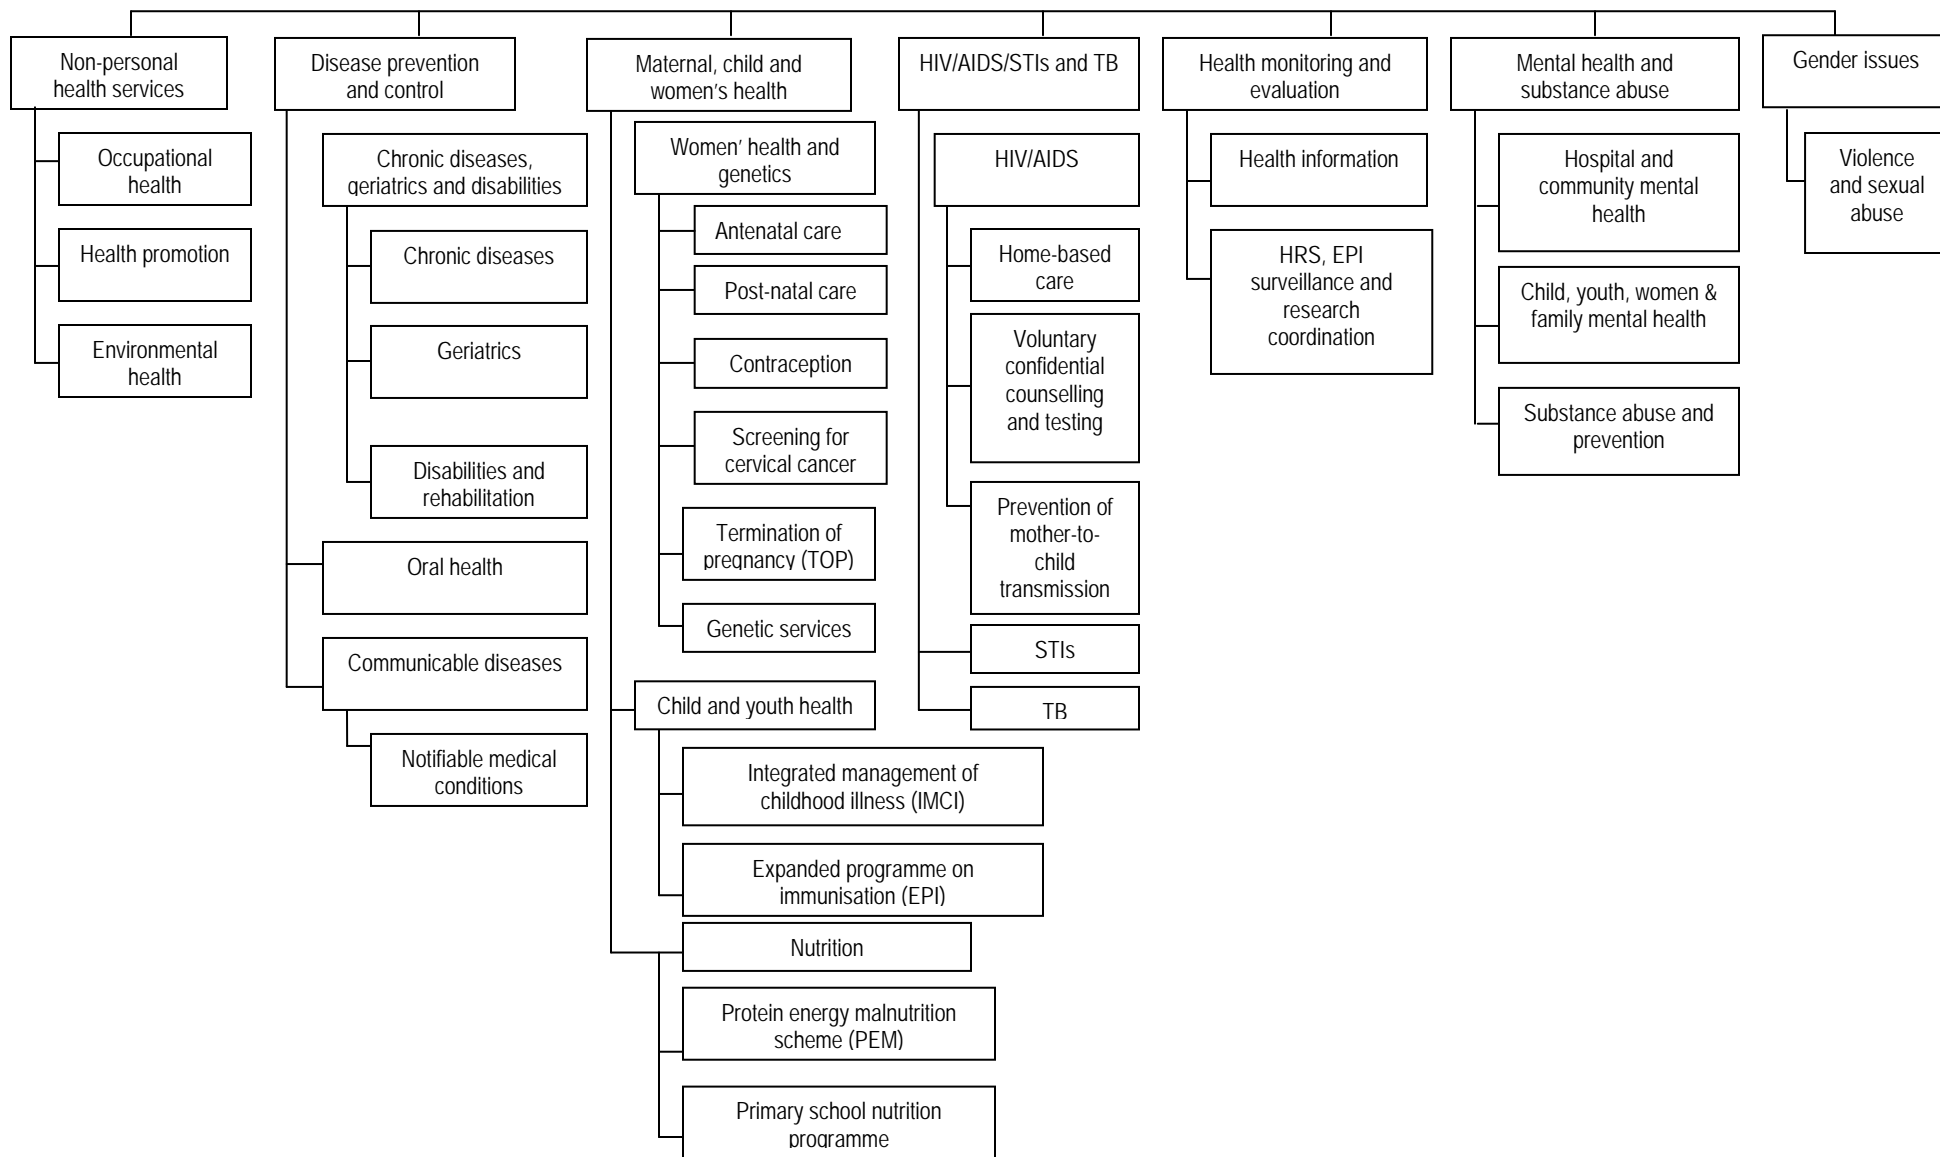 Non-personal
health services
Occupational
health
Health promotion
Environmental
health
Disease prevention
and control
Chronic diseases,
geriatrics and disabilities
Chronic diseases
Geriatrics
Disabilities and
rehabilitation
Oral health
Communicable diseases
Notifiable medical
conditions
Maternal, child and
women's health
Women' health and
genetics
Antenatal care
Post-natal care
Contraception
Screening for
cervical cancer
Termination of
pregnancy (TOP)
Genetic services
Child and youth health
Integrated management of
childhood illness (IMCI)
Expanded programme on
immunisation (EPI)
Nutrition
Protein energy malnutrition
scheme (PEM)
Primary school nutrition
programme
HIV/AIDS/STIs and TB
HIV/AIDS
Home-based
care
Voluntary
confidential
counselling
and testing
Prevention of
mother-to-
child
transmission
STIs
TB
Health monitoring and
evaluation
Health information
HRS, EPI
surveillance and
research
coordination
Mental health and
substance abuse
Hospital and
community mental
health
Child, youth, women &
family mental health
Substance abuse and
prevention
Gender issues
Violence
and sexual
abuse